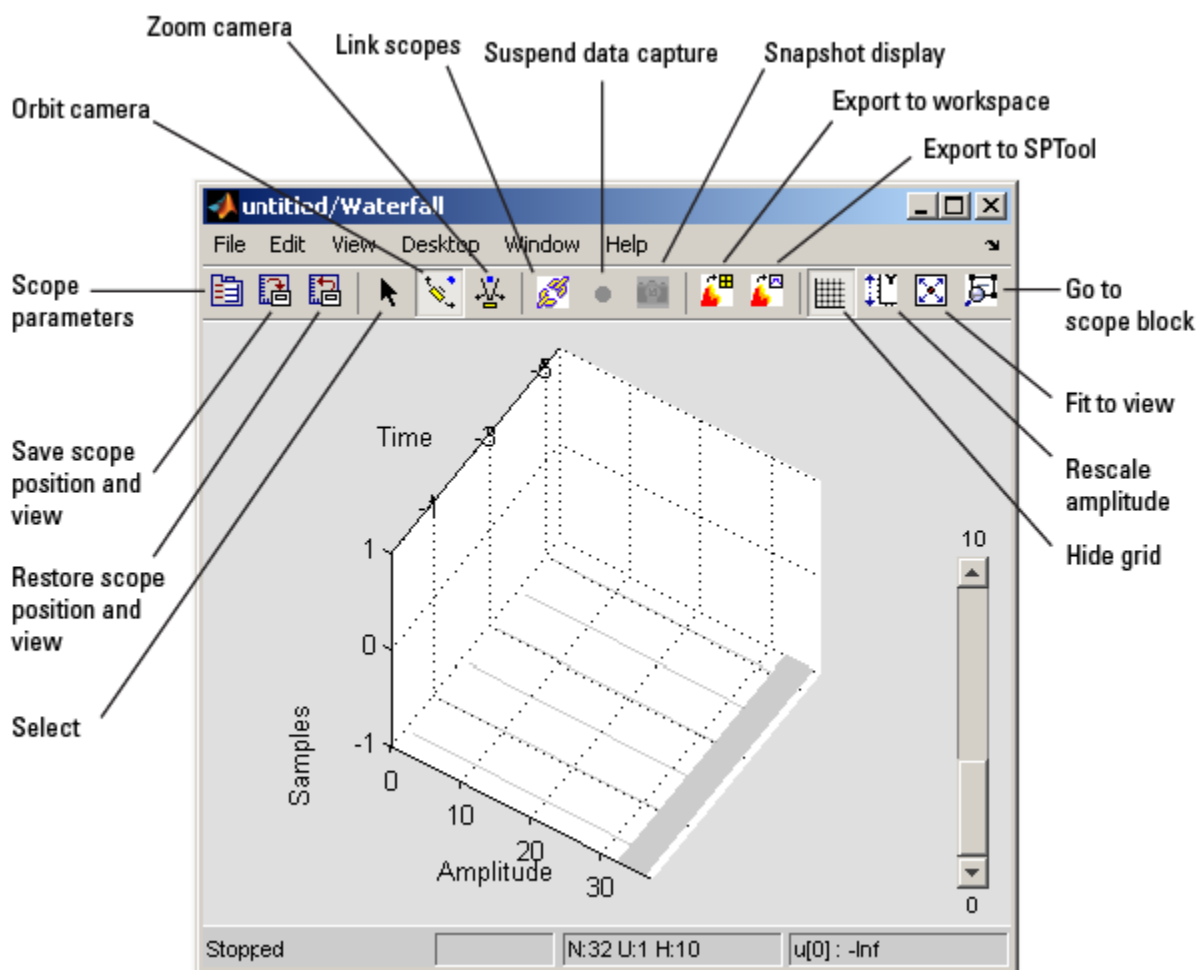 Zoom camera
Link scopes
Suspend data capture
Snapshot display
Orbit camera
Export to workspace
Export to SPTool
untitled/Waterfall
File Edit View Desktop Window Help
Scope
parameters
Go to
scope block
Save scope
position and
view
Restore scope
position and
view
Select
Fit to view
Rescale
amplitude
Hide grid
Time
-5
-3
-1
1
0
-1
Samples
0
10
20
30
Amplitude
10
0
Stopped
N:32 U:1 H:10
u[0] : -Inf